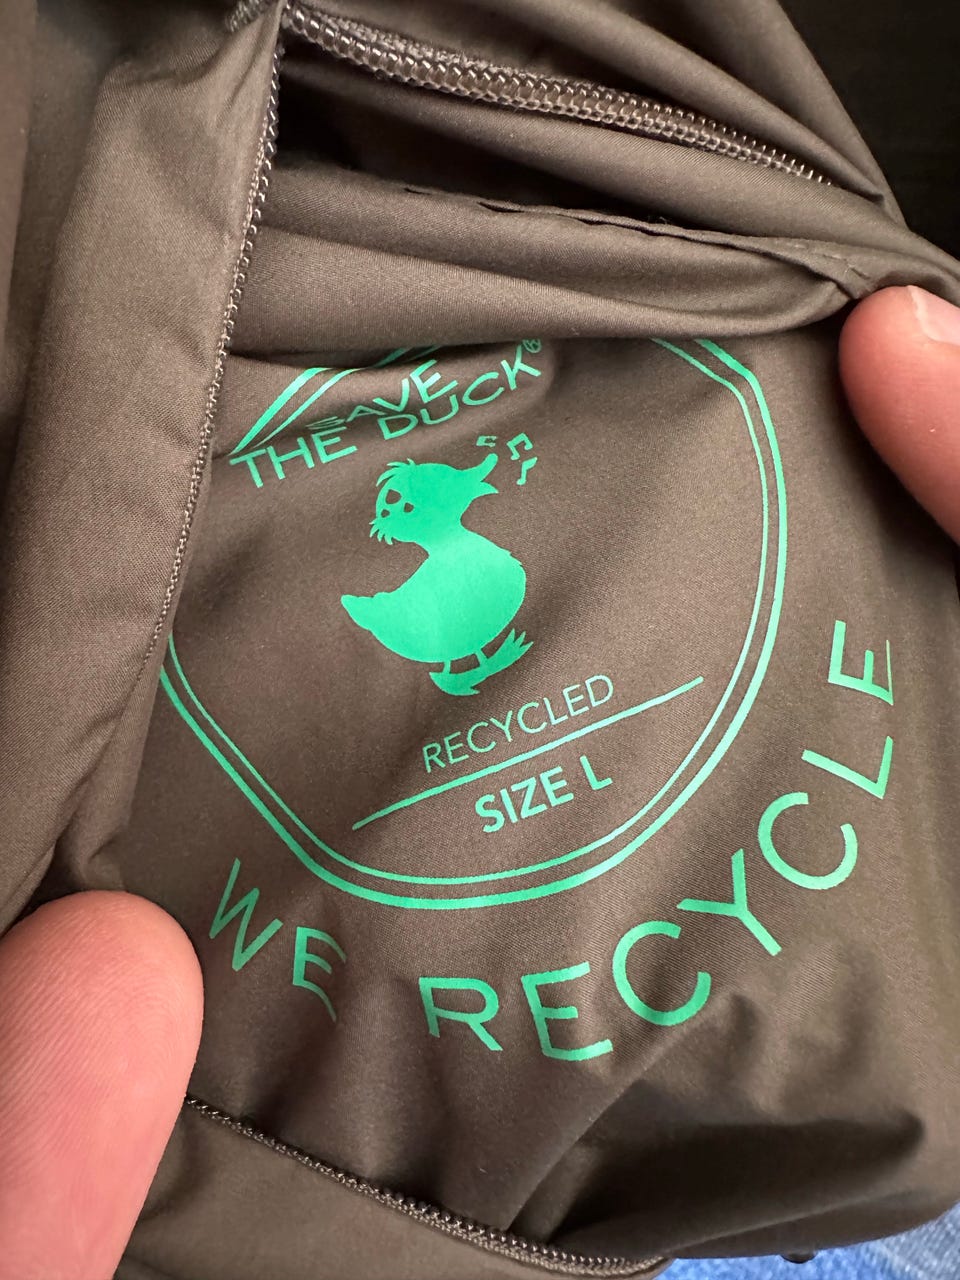 SAVE
THE DUCK®
RECYCLED
SIZE L
WE RECYCLE